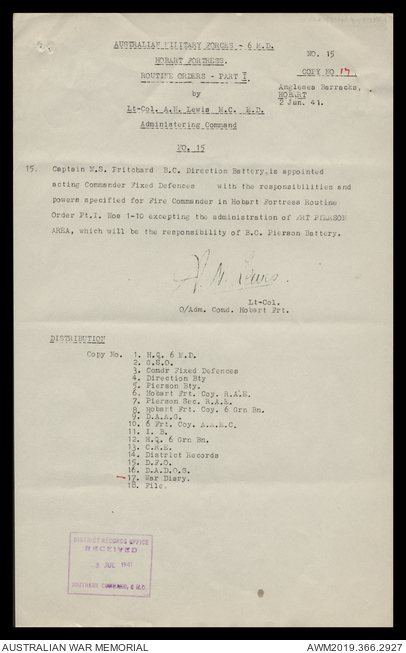 AUSTRALIAN MILITARY FORCES - 6 M.D.
HOBART FORTRESS.
ROUTINE ORDERS - PART I.
by
Lt-Col. A.N. Lewis M.C. E.D.
Administering Command
NO. 15
NO. 15
COPY NO 17
Anglesea Barracks,
HOBART
2 Jun. 41.
15. Captain N.S. Pritchard B.C. Direction Battery.is appointed
acting Commander Fixed Defences with the responsibilities and
powers specified for Fire Commander in Hobart Fortress Routine
Order Pt.I. Nos 1-10 excepting the administration of FRT PIERSON
AREA, which will be the responsibility of B.C. Pierson Battery.
A. N. Lewis.
Lt-Col.
O/Adm. Comd. Hobart Frt.
DISTRIBUTION
Copy No. 1. H.Q. 6 M.D.
2. G.S.O.
3. Comdr Fixed Defences
4. Direction Bty
5. Pierson Bty.
6. Hobart Frt. Coy. R.A.E.
7. Pierson Sec. R.A.E.
8. Hobart Frt. Coy. 6 Grn Bn.
9. D.A.A.G.
10. 6 Frt. Coy. A.A.S.C.
11. I. B.
12. H.Q. 6 Grn Bn.
13. C.R.E.
14. District Records
15. D.F.O.
16. D.A.D.O.S.
17. War Diary.
18. File.
DISTRICT RECORDS OFFICE
RECEIVED
JUL 1941
SOUTHERN COMMAND, 6 M.D.
AUSTRALIAN WAR MEMORIAL
AWM2019.366.2927